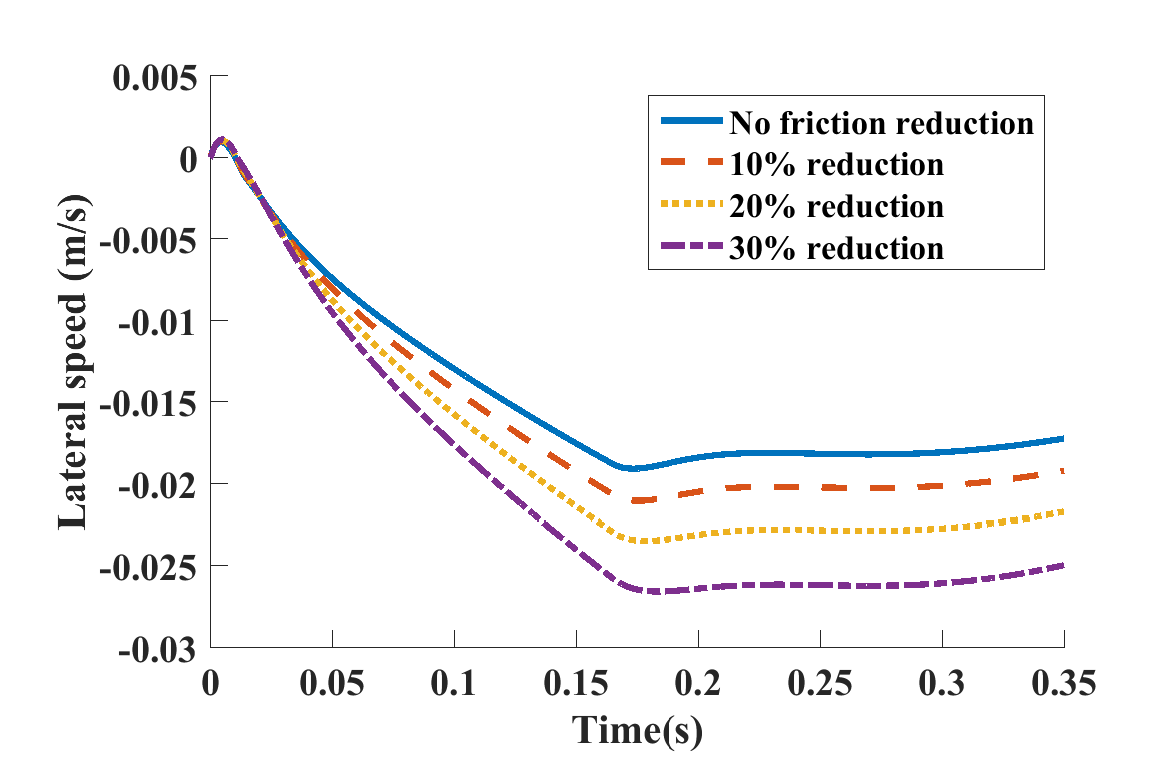 0.005
0
-0.005
-0.01
-0.015
-0.02
-0.025
-0.03
Lateral speed (m/s)
No friction reduction
10% reduction
20% reduction
30% reduction
0 0.05 0.1 0.15 0.2 0.25 0.3 0.35
Time(s)